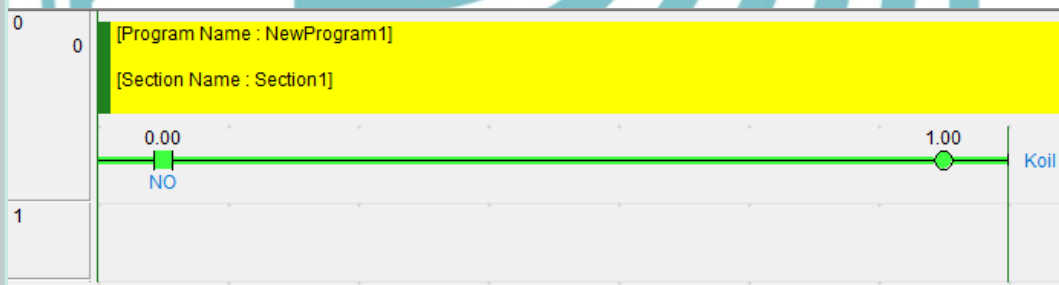 0
0
[Program Name : NewProgram1]
[Section Name : Section1]
0.00
1.00
NO
Koil
1